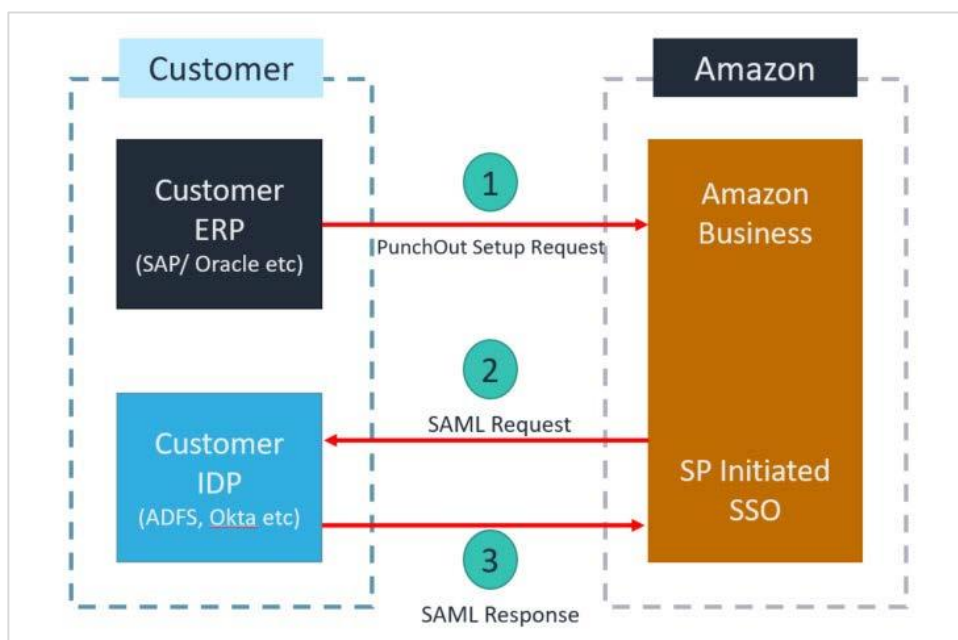 Customer
Amazon
Customer
ERP
(SAP/ Oracle etc)
1
PunchOut Setup Request
Amazon
Business
2
SAML Request
Customer
IDP
(ADFS, Okta etc)
SP Initiated
SSO
3
SAML Response